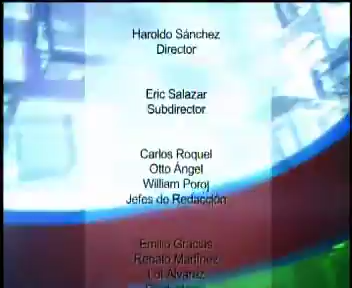 Haroldo Sánchez
Director
Eric Salazar
Subdirector
Carlos Roquel
Otto Ángel
William Poroj
Jefes de Redacción
Emilio Gracias
Renato Martínez
Alvarez